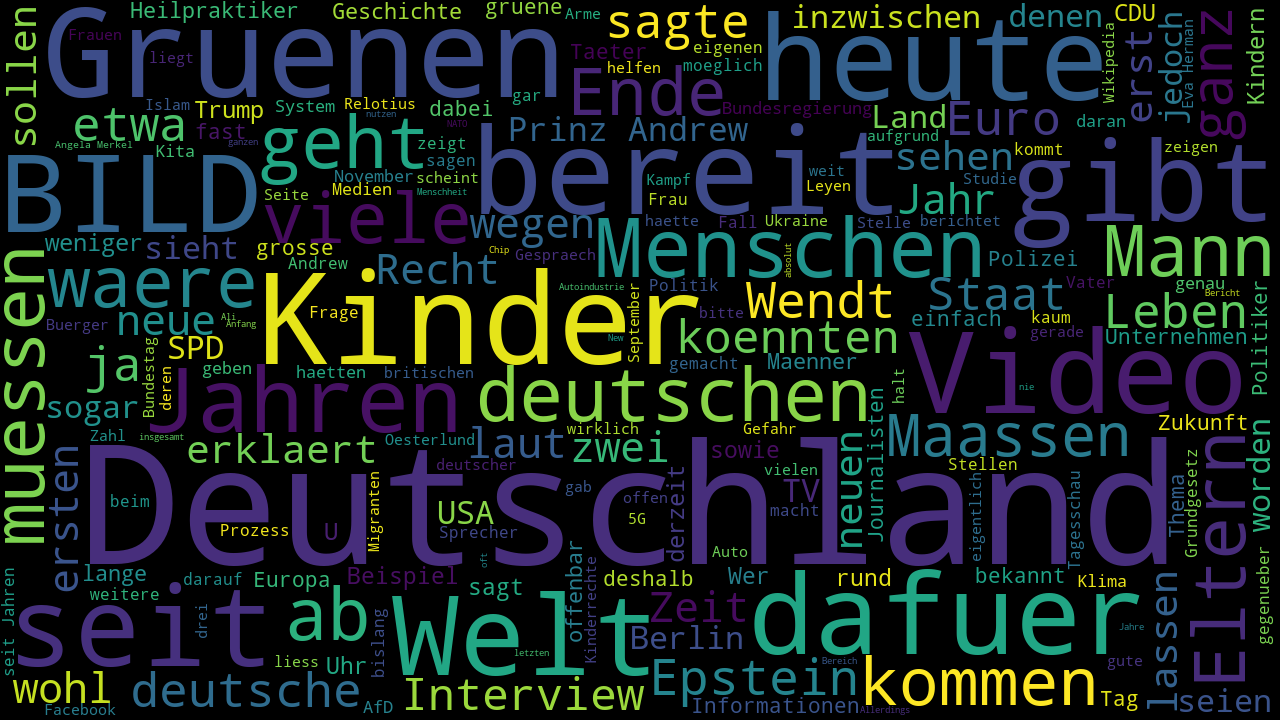 Heilpraktiker Geschichte gruene Arme sagte inzwischen denen CDU
Frauen Gruenen eigenen heute Wikipedia erst jedoch Eva Herman ganz Kindern
sollen liegt Taeter helfen moeglich
Islam Trump System Relotius nutzen dabei gar Ende Bundesregierung Land Euro daran
etwa fast NATO Prinz Andrew aufgrund
Angela Merkel Kita ganzen geht zeigt sagen bereit sehen kommt zeigen gibt
BILD November scheint Kampf weit Studie
Seite Medien Menschheit Frau Leyen Jahr
viele wegen haette Fall Ukraine Stelle berichtet
weniger sieht grosse Chip Gespraech Menschen absolut Polizei Mann
muessen waere Andrew Recht Autoindustrie Politik Staat Vater genau Bericht
Buerger neue Ali Anfang Kinder Frage New September bitte Wendt einfach kaum gerade Leben
ja SPD koennten Unternehmen
Bundestag deren geben haetten britischen gemacht Maenner Video Politiker
sogar Jahren deutschen Journalisten halt nie
Zahl insgesamt erklaert Oesterlund laut wirklich zwei Gefahr sowie neuen Maassen Zukunft
ersten Deutschland deutscher vielen Stellen Eltern worden
beim Migranten USA gab offen derzeit TV eigentlich Tagesschau Thema Grundgesetz
Prozess U Sprecher 5G macht
lange darauf Europa Beispiel oft offenbar Auto
weitere sagt deshalb Wer rund bekannt Klima
seit Jahren seit drei ab Welt Kinderrechte Zeit dafuer lassen gegenueber
liess Uhr bislang letzten Berlin Bereich Jahre gute
wohl deutsche Interview Epstein kommen Tag seien
Facebook AfD Informationen Allerdings